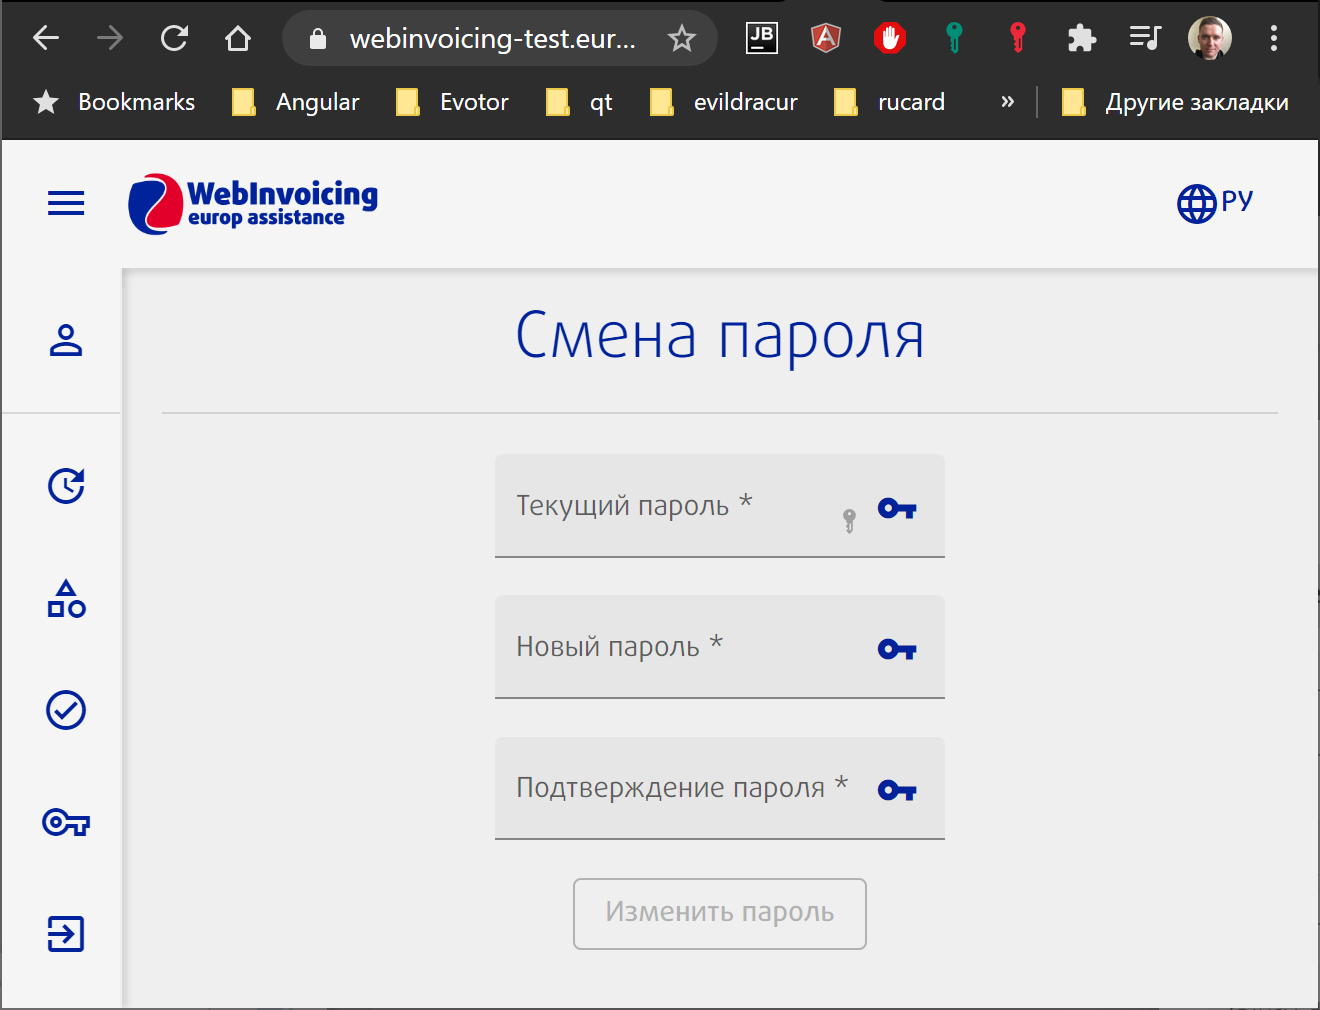 webinvoicing-test.eur...
JB
Bookmarks Angular Evotor qt evildracur rucard » Другие закладки
WebInvoicing
europ assistance
РУ
Смена пароля
Текущий пароль *
Новый пароль *
Подтверждение пароля *
Изменить пароль